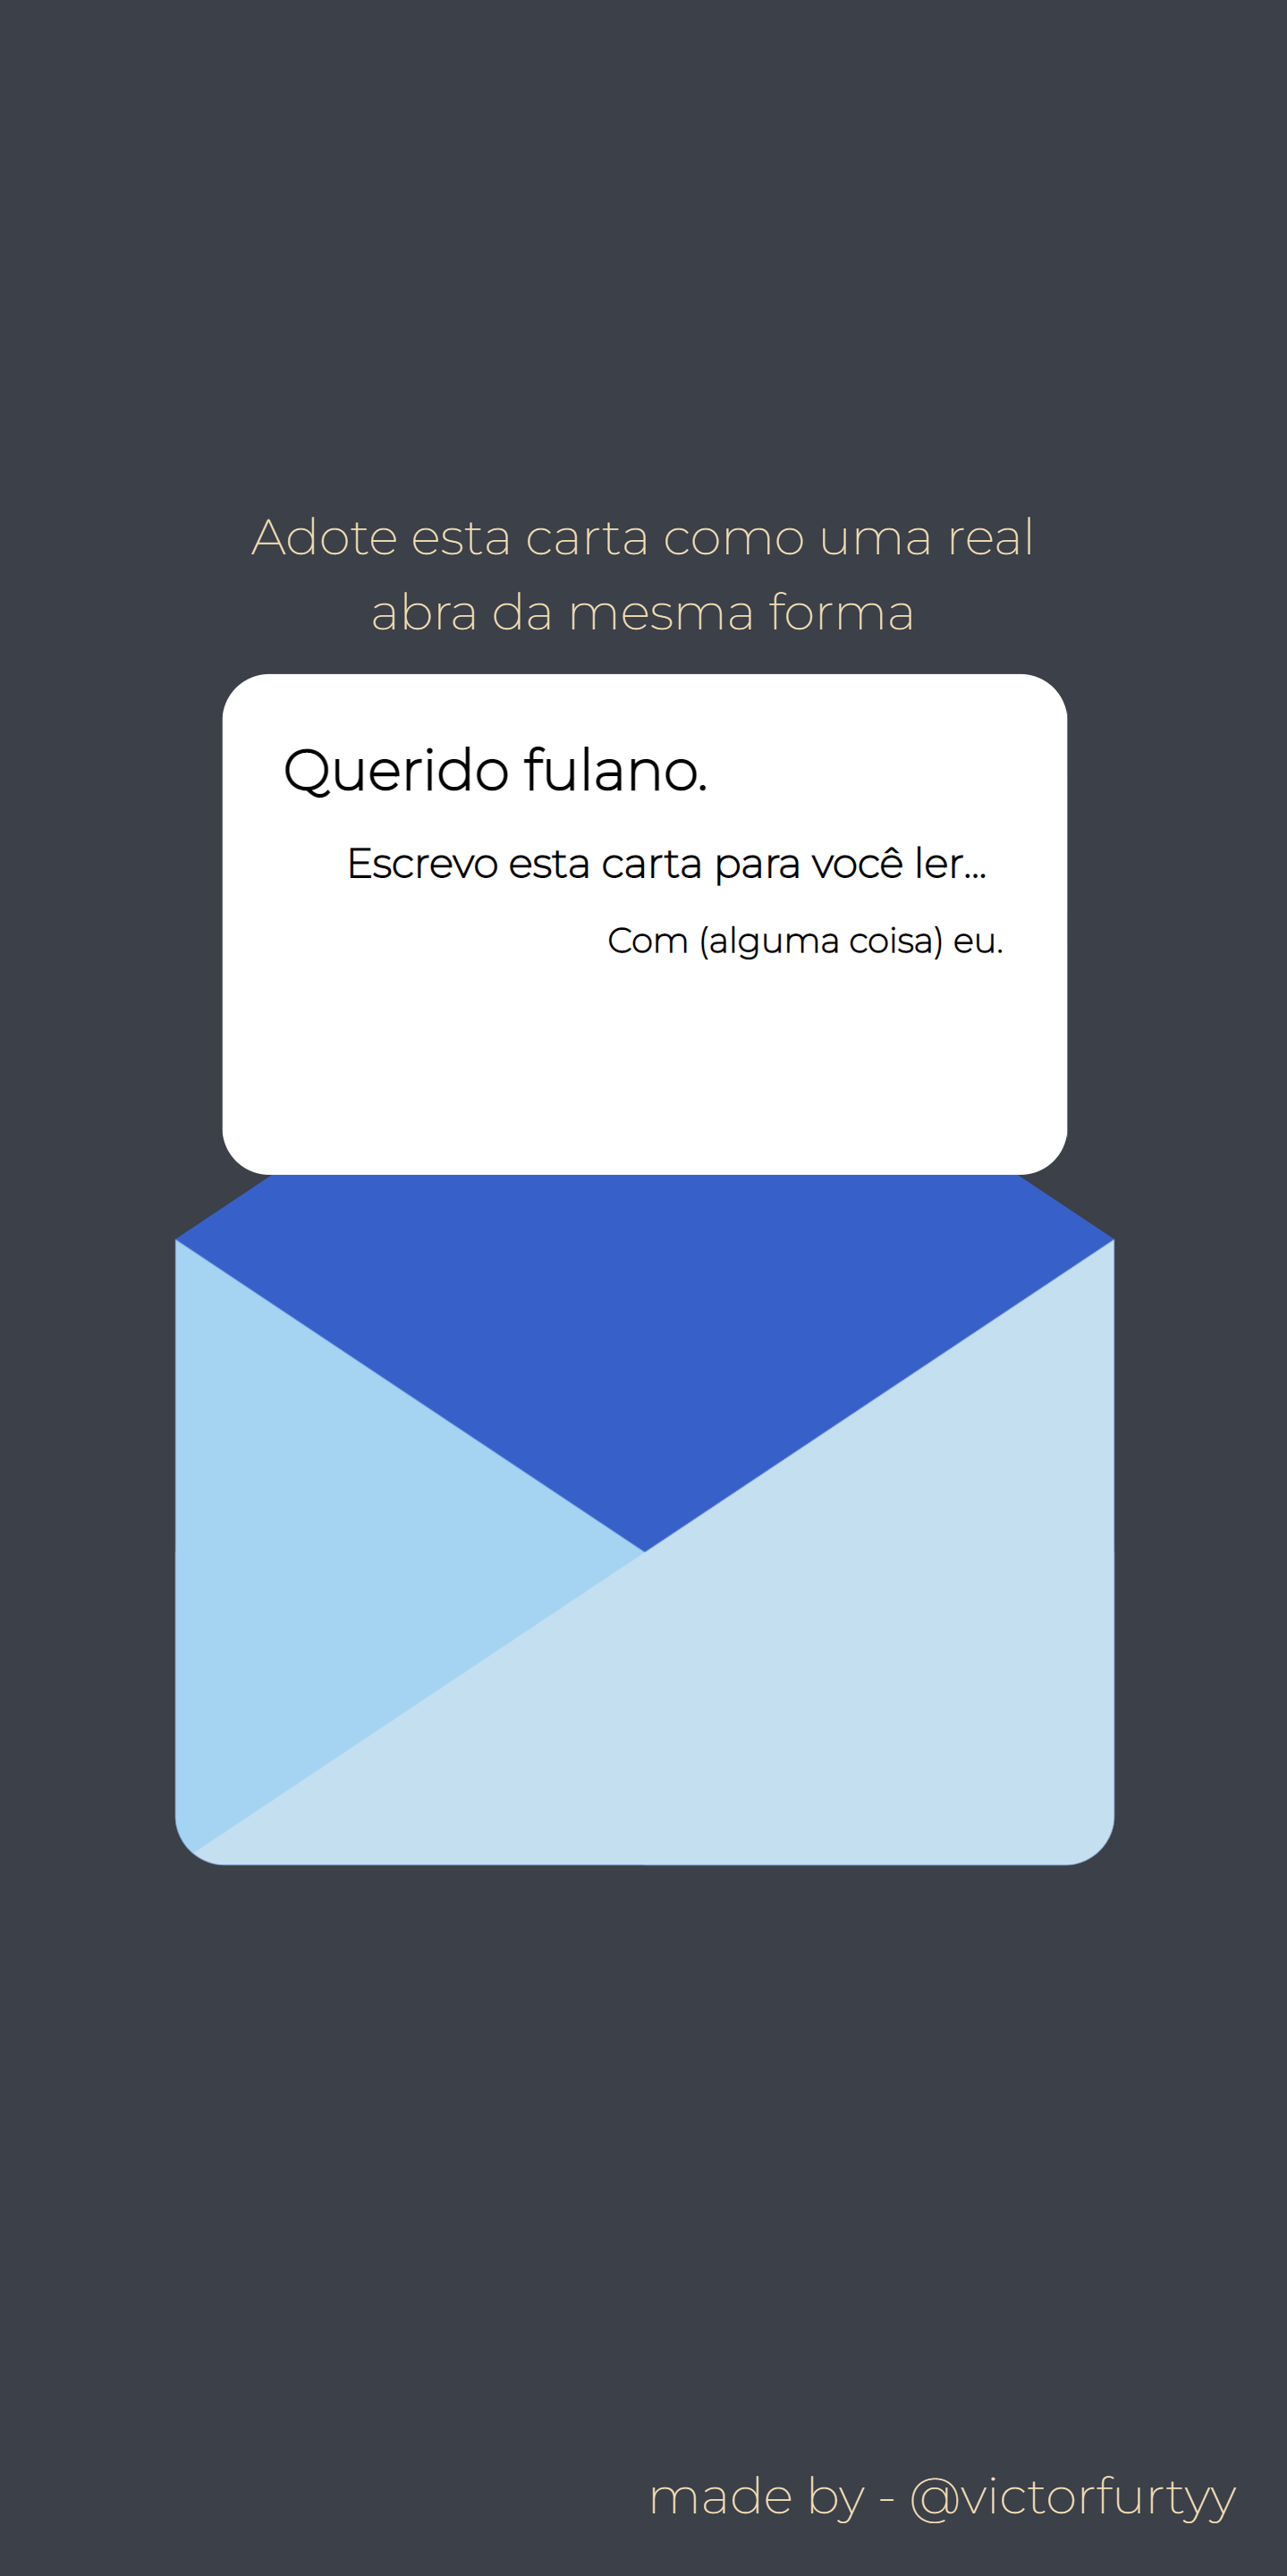 Adote esta carta como uma real
abra da mesma forma
Querido fulano.
Escrevo esta carta para você ler...
Com (alguma coisa) eu.
made by - @victorfurtyy